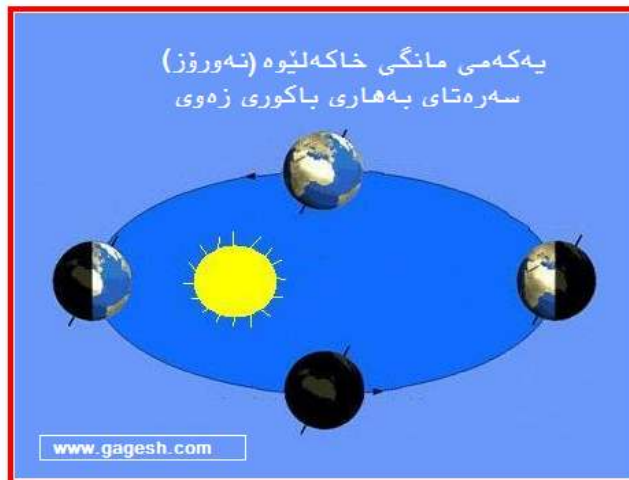 یەکەمی مانگی خاکەلێوە (نەورۆز)
سەرەتای بەهاری باکوری زەوی
www.gagesh.com